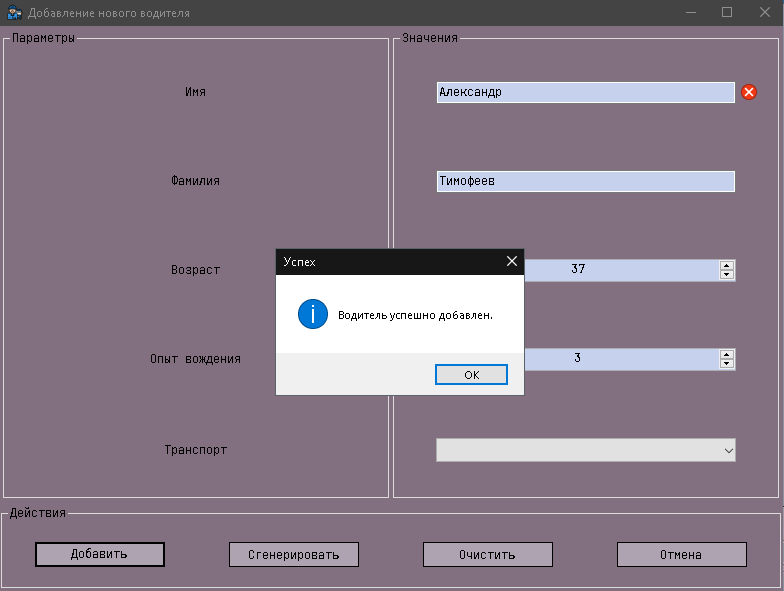 Добавление нового водителя
Параметры
Значения
Имя
Александр
Фамилия
Тимофеев
Возраст
37
Опыт вождения
3
Транспорт
Успех
Водитель успешно добавлен.
ОК
Действия
Добавить
Сгенерировать
Очистить
Отмена